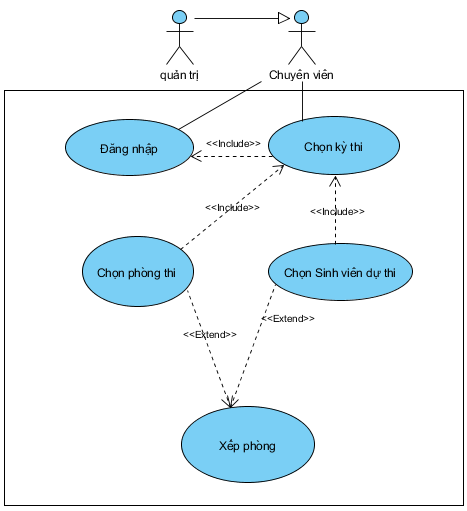 quản trị
Chuyên viên
Đăng nhập
<<Include>>
Chọn kỳ thi
<<Include>>
<<Include>>
Chọn phòng thi
Chọn Sinh viên dự thi
<<Extend>>
<<Extend>>
Xếp phòng